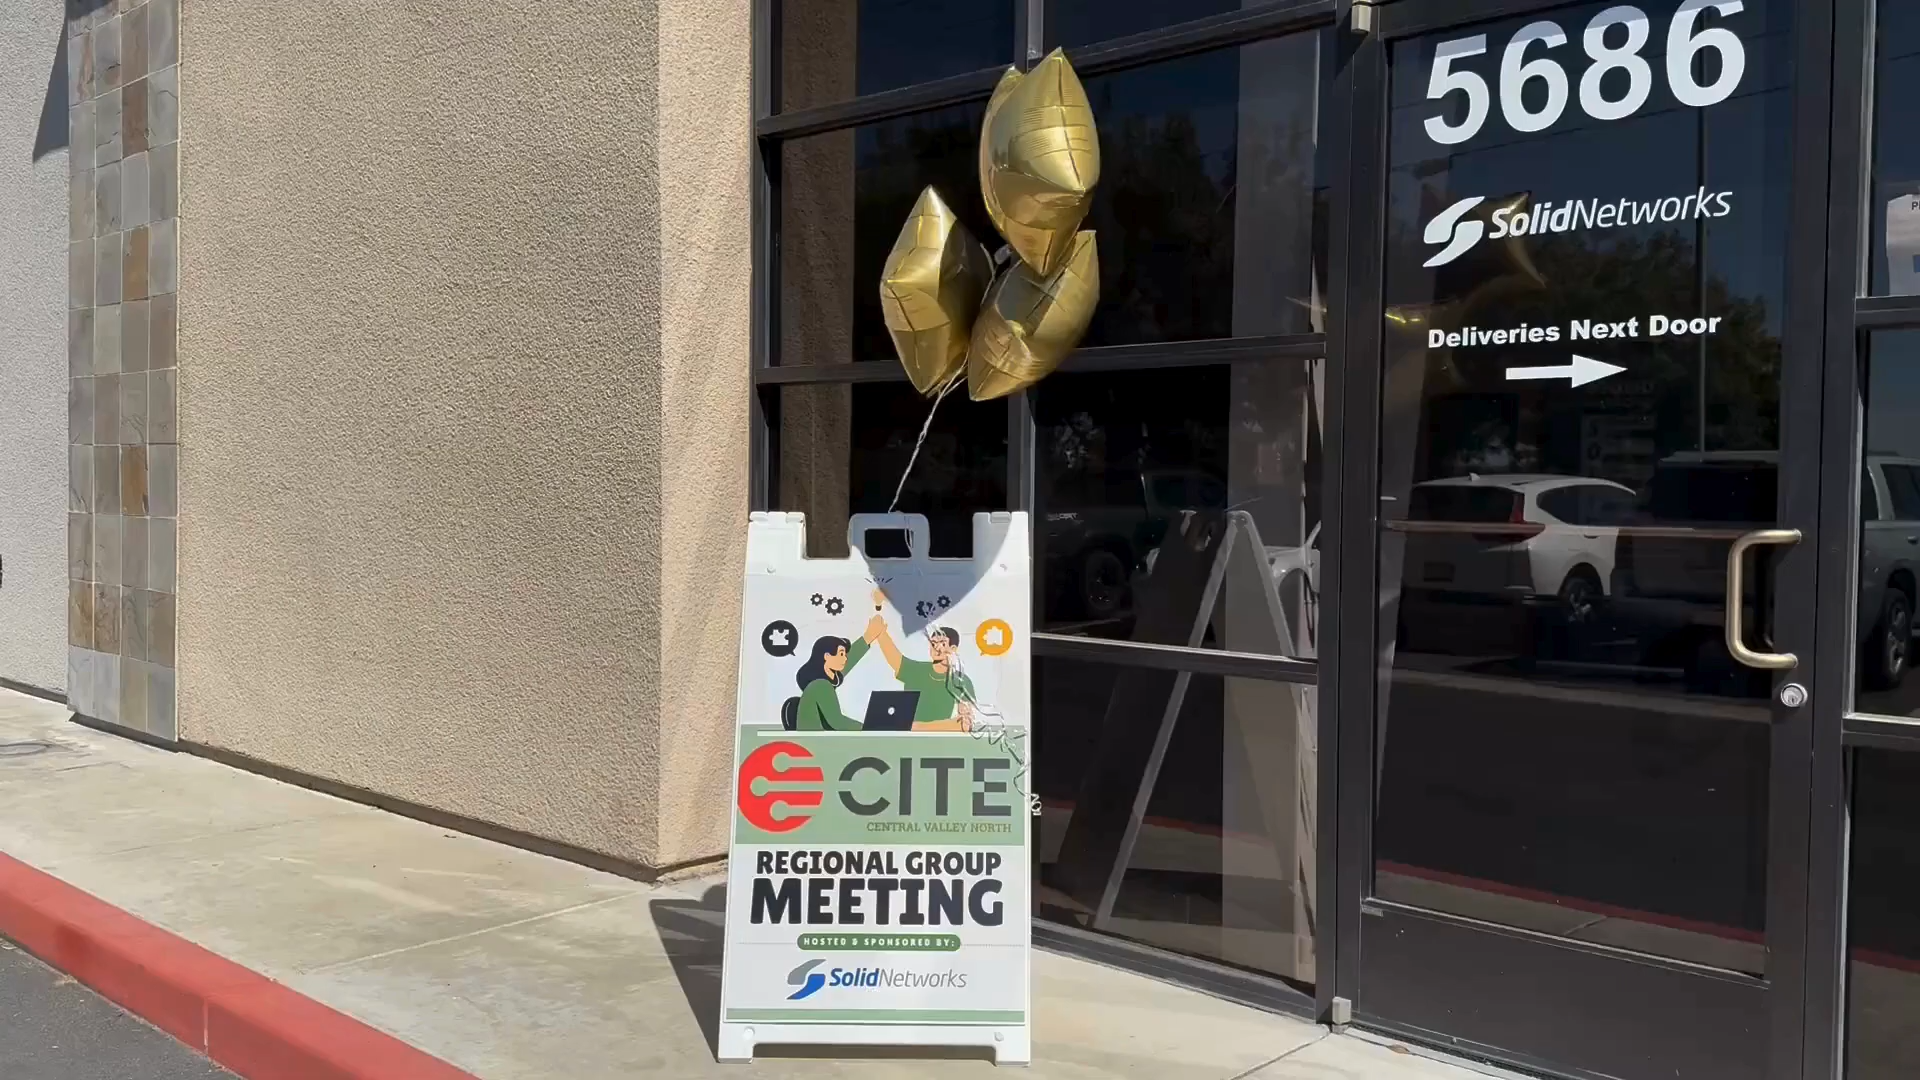 5686
SolidNetworks
Deliveries Next Door
CITE
CENTRAL VALLEY NORTH
REGIONAL GROUP
MEETING
HOSTED & SPONSORED BY:
SolidNetworks